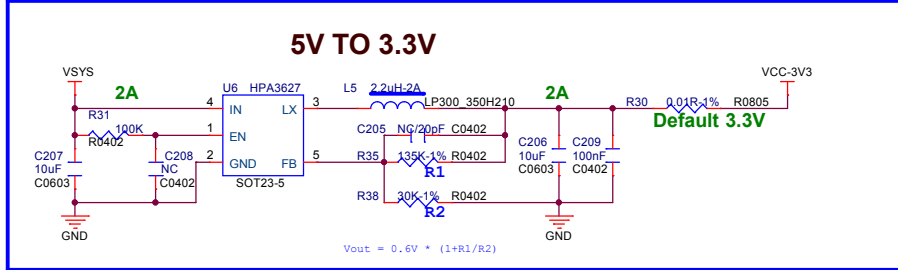 5V TO 3.3V
VSYS
VCC-3V3
2A
U6 HPA3627
L5 2.2uH-2A
2A
R30 0.01R-1% R0805
4 IN LX 3
LP300_350H210
Default 3.3V
R31
100K
R0402
C205 NC/20pF C0402
1 EN
C207
10uF
C0603
C208
NC
C0402
2 GND FB 5
R35 135K-1% R0402
R1
C206
10uF
C0603
C209
100nF
C0402
SOT23-5
R38 30K-1% R0402
R2
GND
GND
Vout = 0.6V * (1+R1/R2)